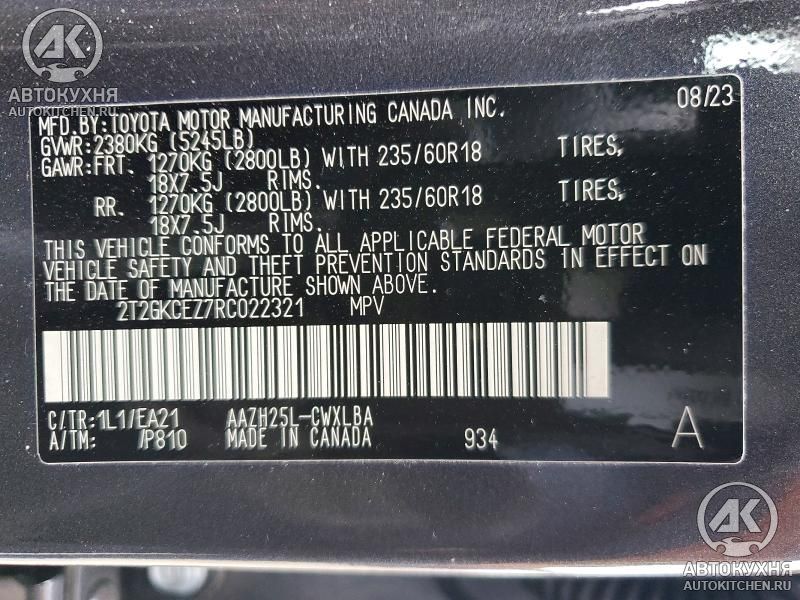 AK
АВТОКУХНЯ
AUTOKITCHEN.RU
MFD.BY:TOYOTA MOTOR MANUFACTURING CANADA INC. 08/23
GVWR:2380KG (5245LB)
GAWR:FRT. 1270KG (2800LB) WITH 235/60R18 TIRES,
18X7.5J RIMS.
RR. 1270KG (2800LB) WITH 235/60R18 TIRES,
18X7.5J RIMS.
THIS VEHICLE CONFORMS TO ALL APPLICABLE FEDERAL MOTOR
VEHICLE SAFETY AND THEFT PREVENTION STANDARDS IN EFFECT ON
THE DATE OF MANUFACTURE SHOWN ABOVE.
2T2GKCEZ7RC022321 MPV
C/TR:1L1/EA21 AAZH25L-CWXLBA
A/TM: /P810 MADE IN CANADA 934 A
AK
АВТОКУХНЯ
AUTOKITCHEN.RU